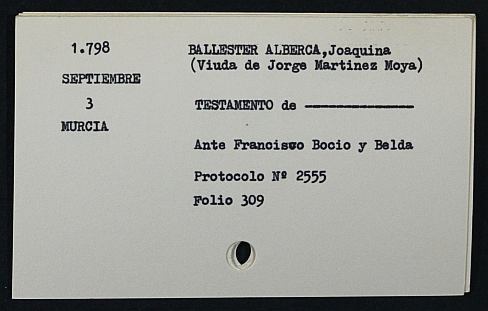 1.798
SEPTIEMBRE
3
MURCIA
BALLESTER ALBERCA,Joaquina
(Viuda de Jorge Martinez Moya)
TESTAMENTO de ---------------
Ante Francisvo Bocio y Belda
Protocolo Nº 2555
Folio 309